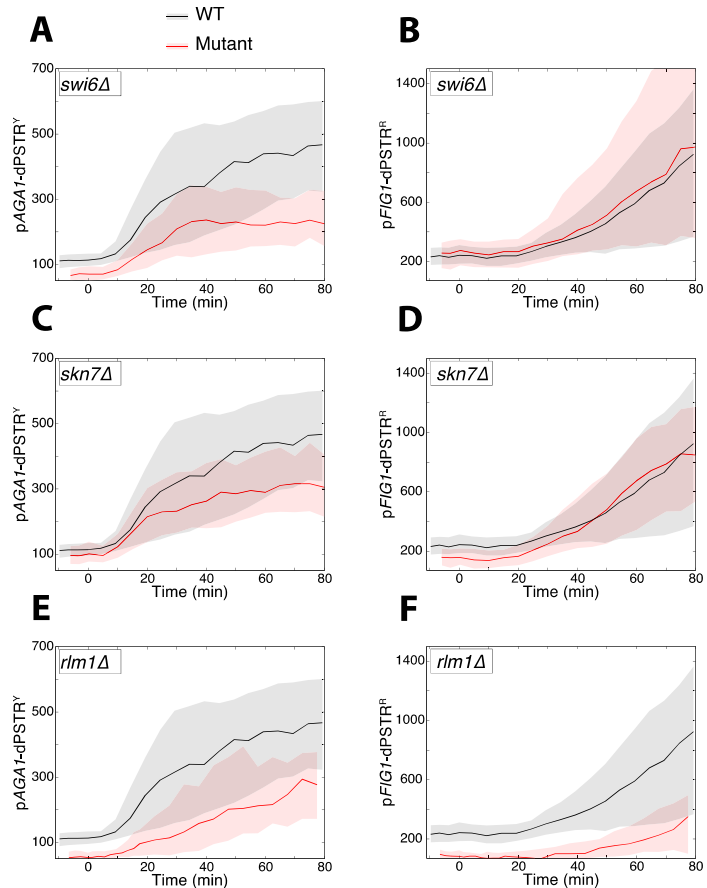 WT
Mutant
A
swi6Δ
700
500
300
100
pAGA1-dPSTRY
0 20 40 60 80
Time (min)
B
swi6Δ
1400
1000
600
200
pFIG1-dPSTRR
0 20 40 60 80
Time (min)
C
skn7Δ
700
500
300
100
pAGA1-dPSTRY
0 20 40 60 80
Time (min)
D
skn7Δ
1400
1000
600
200
pFIG1-dPSTRR
0 20 40 60 80
Time (min)
E
rlm1Δ
700
500
300
100
pAGA1-dPSTRY
0 20 40 60 80
Time (min)
F
rlm1Δ
1400
1000
600
200
pFIG1-dPSTRR
0 20 40 60 80
Time (min)